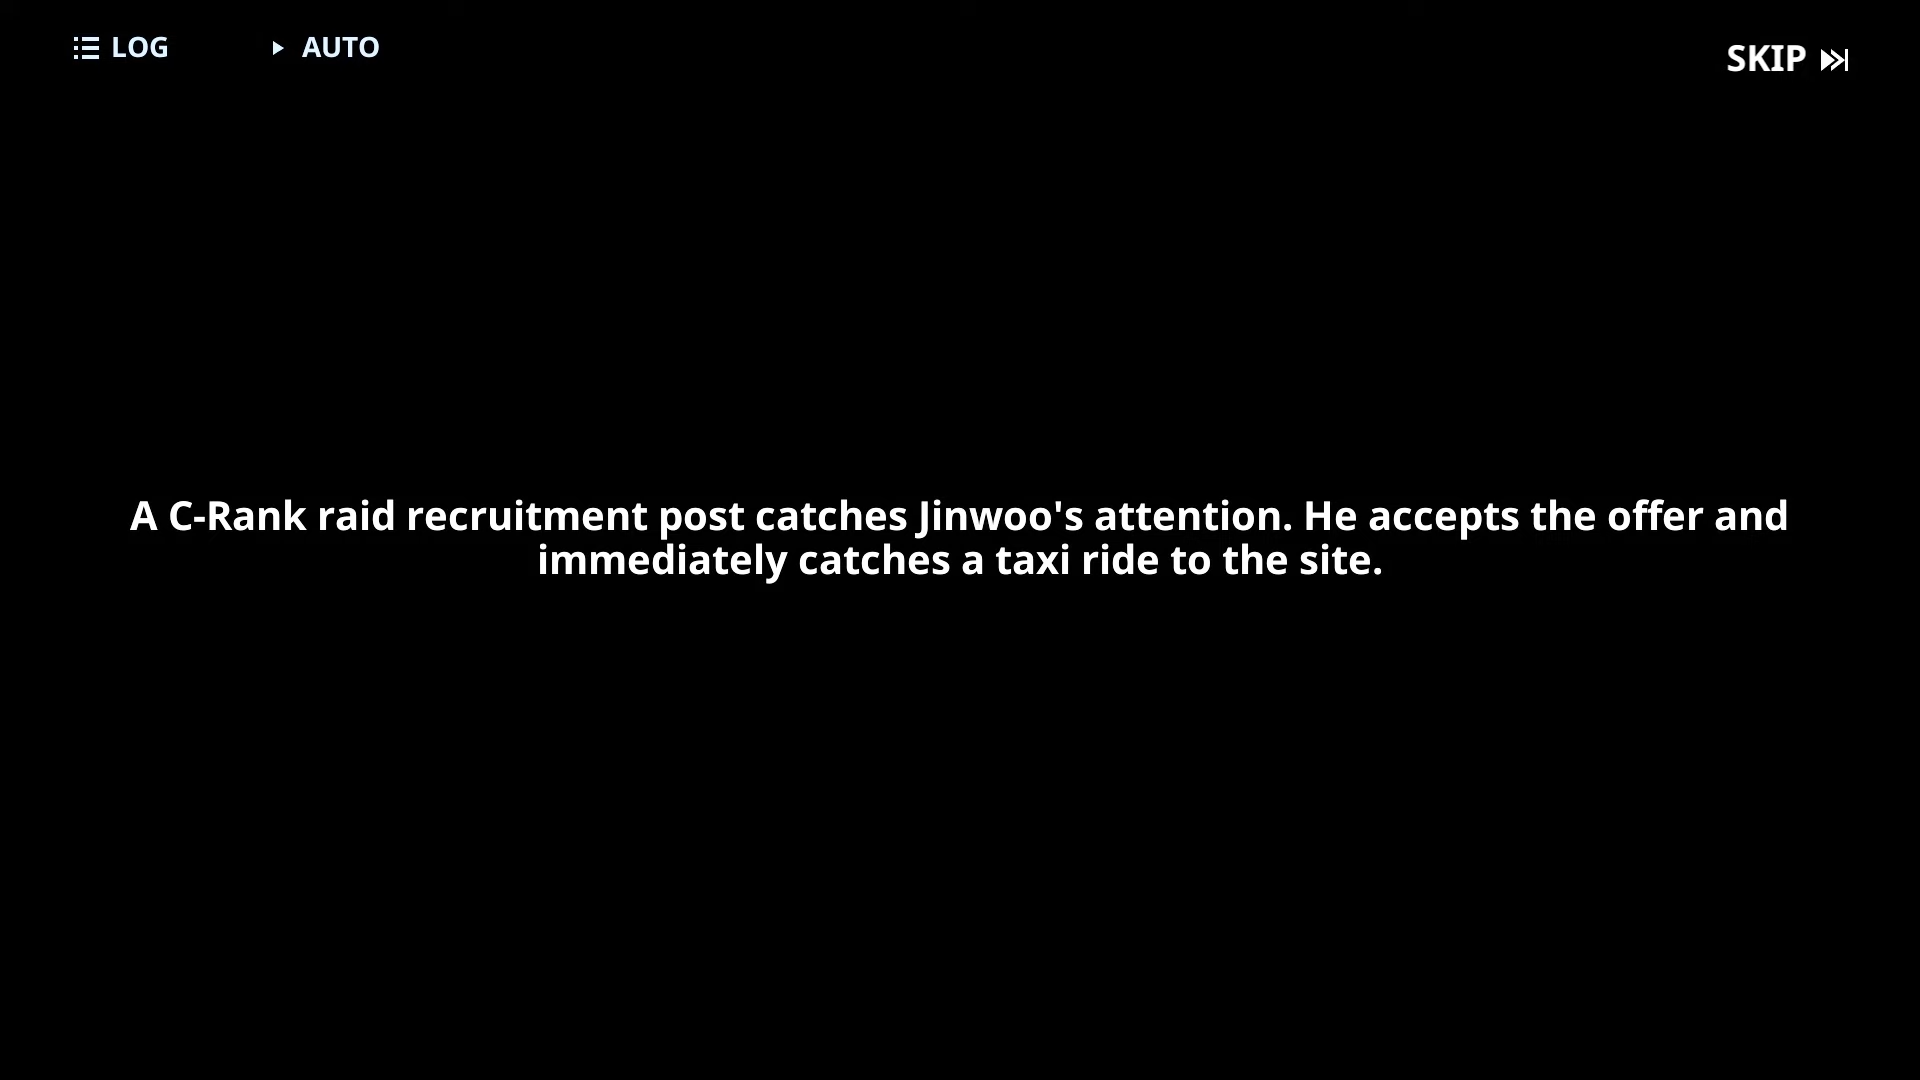 LOG
AUTO
SKIP
A C-Rank raid recruitment post catches Jinwoo's attention. He accepts the offer and
immediately catches a taxi ride to the site.